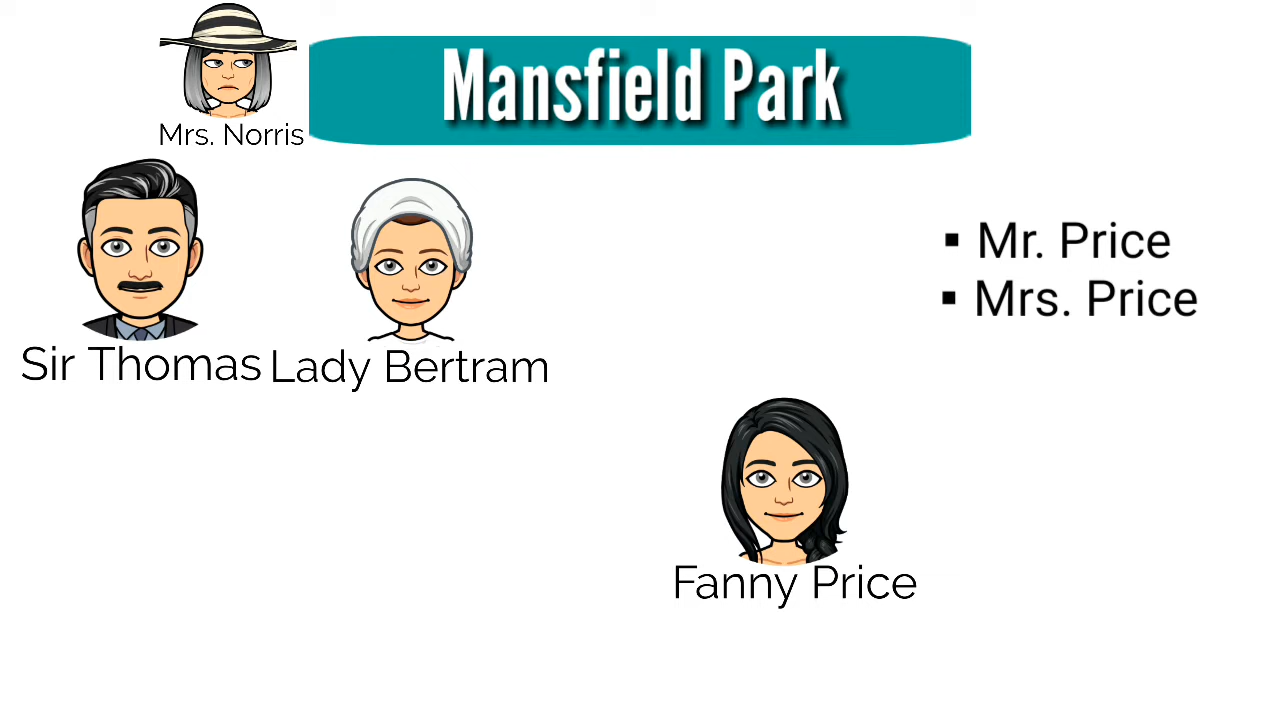 Mansfield Park
Mrs. Norris
▪ Mr. Price
▪ Mrs. Price
Sir Thomas
Lady Bertram
Fanny Price